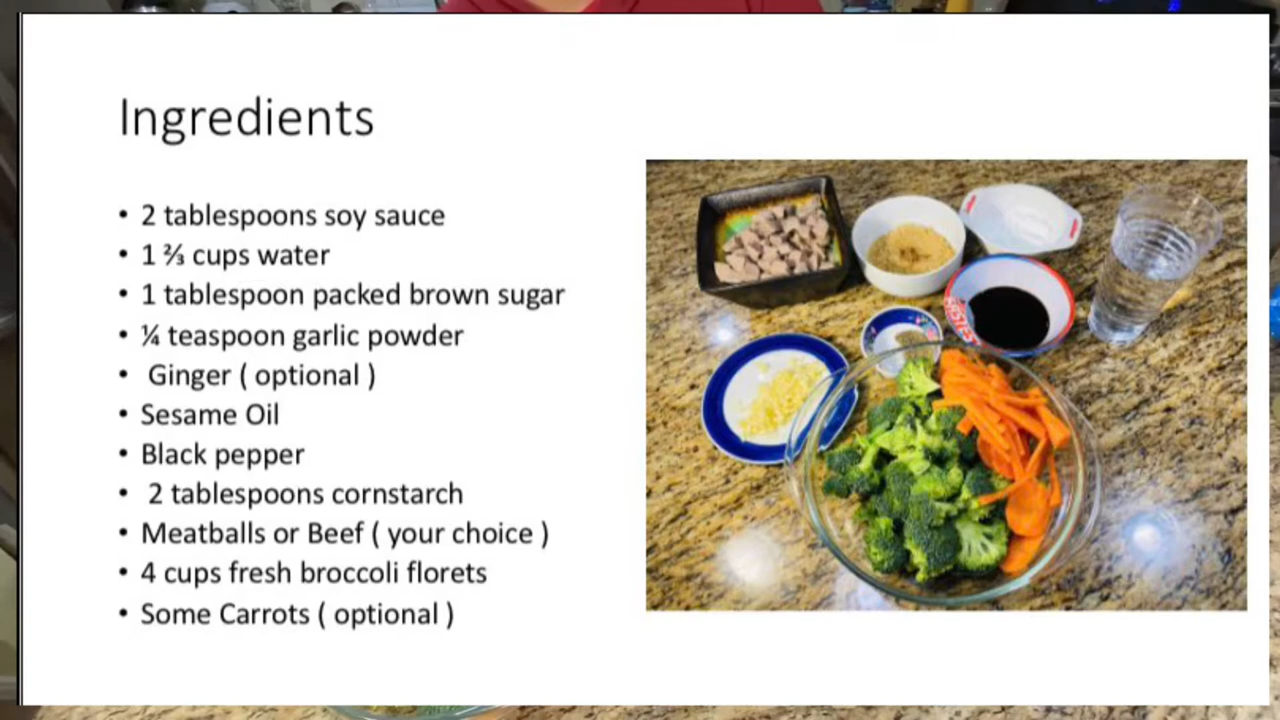 Ingredients
• 2 tablespoons soy sauce
• 1 ⅔ cups water
• 1 tablespoon packed brown sugar
• ¼ teaspoon garlic powder
• Ginger ( optional )
• Sesame Oil
• Black pepper
• 2 tablespoons cornstarch
• Meatballs or Beef ( your choice )
• 4 cups fresh broccoli florets
• Some Carrots ( optional )